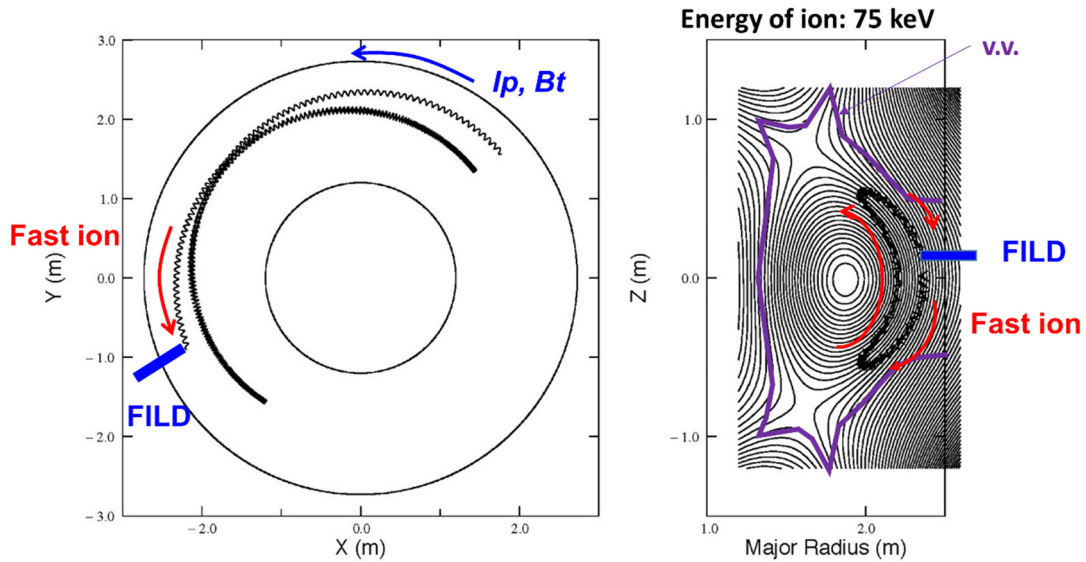 Energy of ion: 75 keV
v.v.
Ip, Bt
Fast ion
FILD
FILD
Fast ion
3.0
2.0
1.0
0.0
−1.0
−2.0
−3.0
Y (m)
−2.0
0.0
2.0
X (m)
1.0
0.0
−1.0
Z (m)
1.0
2.0
Major Radius (m)